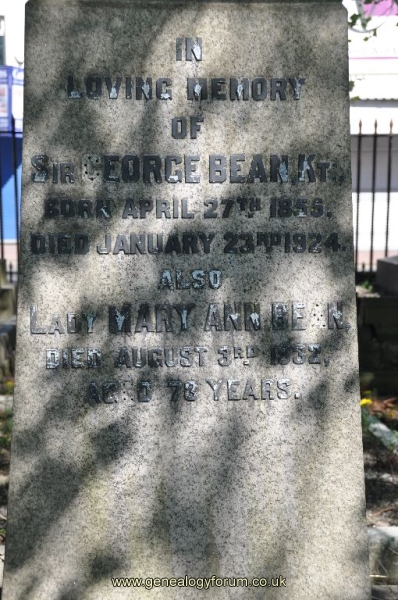 IN
LOVING MEMORY
OF
SIR GEORGE BEAN KT.,
BORN APRIL 27TH 1855,
DIED JANUARY 23RD 1924.
ALSO
LADY MARY ANN BEAN,
DIED AUGUST 3RD 1932,
AGED 78 YEARS.
www.genealogyforum.co.uk